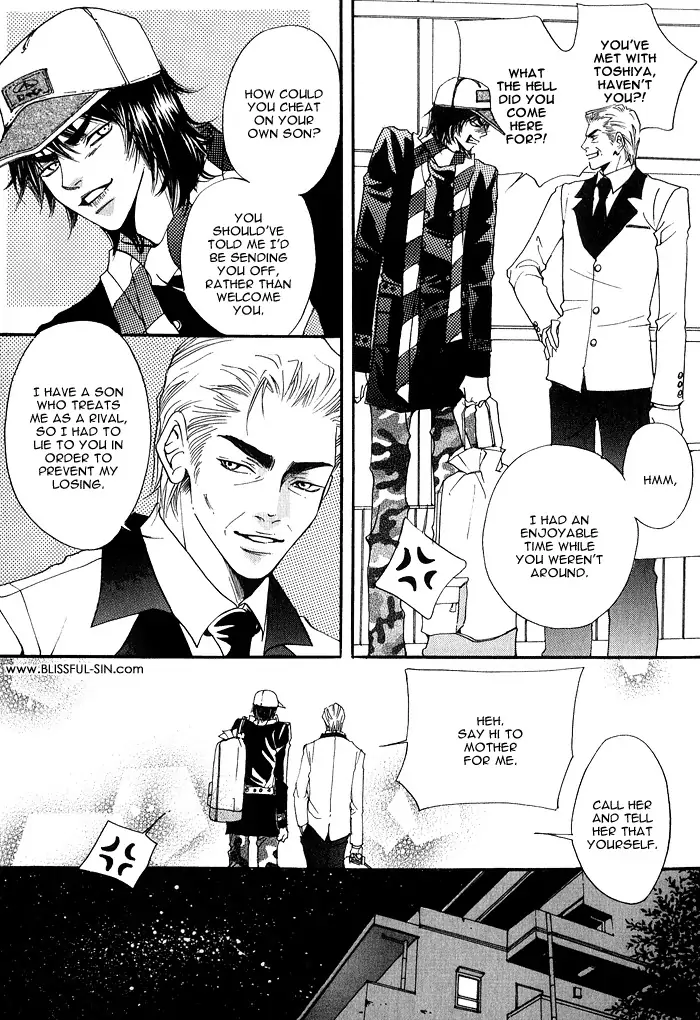 YOU'VE
MET WITH
TOSHIYA,
HAVEN'T
YOU?!
WHAT
THE HELL
DID YOU
COME
HERE
FOR?!
HMM,
I HAD AN
ENJOYABLE
TIME WHILE
YOU WEREN'T
AROUND.
HOW COULD
YOU CHEAT
ON YOUR
OWN SON?
YOU
SHOULD'VE
TOLD ME I'D
BE SENDING
YOU OFF,
RATHER THAN
WELCOME
YOU.
I HAVE A SON
WHO TREATS
ME AS A RIVAL,
SO I HAD TO
LIE TO YOU IN
ORDER TO
PREVENT MY
LOSING.
www.BLISSFUL-SIN.com
HEH.
SAY HI TO
MOTHER
FOR ME.
CALL HER
AND TELL
HER THAT
YOURSELF.